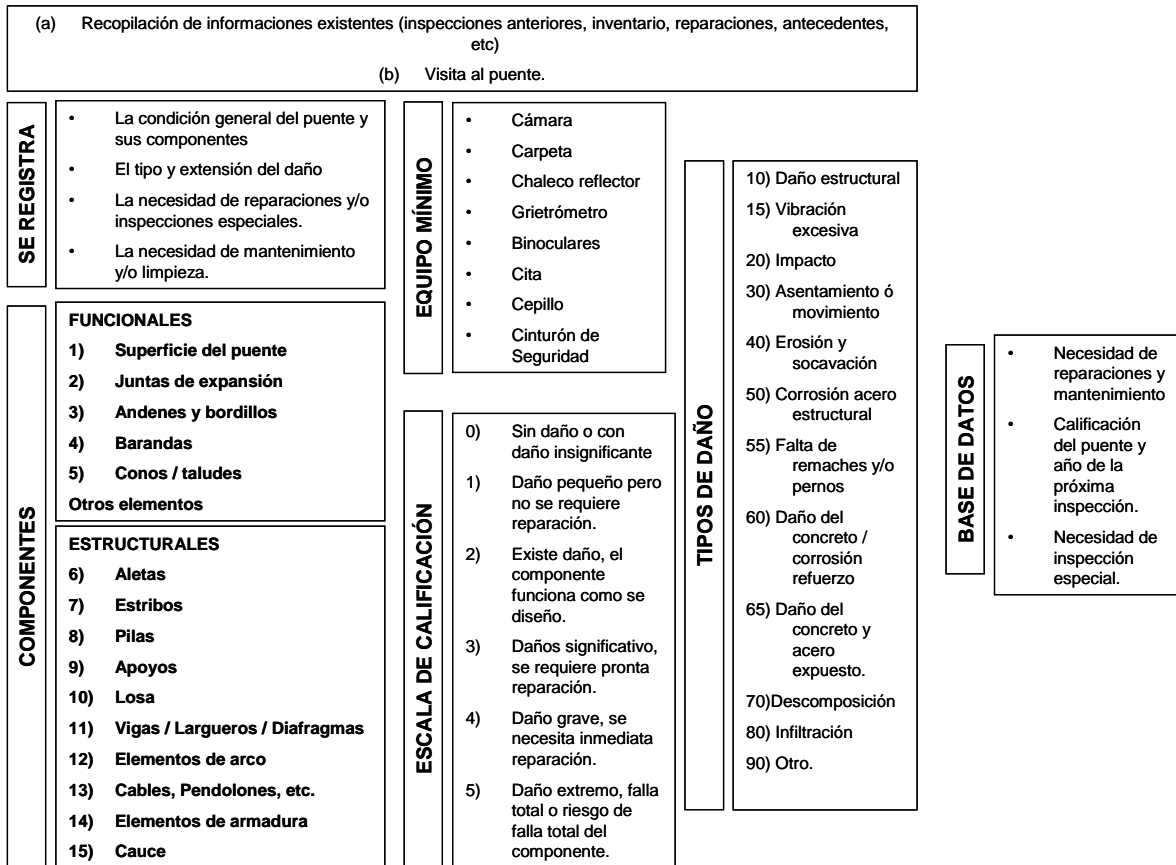 (a) Recopilación de informaciones existentes (inspecciones anteriores, inventario, reparaciones, antecedentes,
etc)
(b) Visita al puente.
SE REGISTRA
• La condición general del puente y
sus componentes
• El tipo y extensión del daño
• La necesidad de reparaciones y/o
inspecciones especiales.
• La necesidad de mantenimiento
y/o limpieza.
COMPONENTES
FUNCIONALES
1) Superficie del puente
2) Juntas de expansión
3) Andenes y bordillos
4) Barandas
5) Conos / taludes
Otros elementos
ESTRUCTURALES
6) Aletas
7) Estribos
8) Pilas
9) Apoyos
10) Losa
11) Vigas / Largueros / Diafragmas
12) Elementos de arco
13) Cables, Pendolones, etc.
14) Elementos de armadura
15) Cauce
EQUIPO MÍNIMO
• Cámara
• Carpeta
• Chaleco reflector
• Grietrómetro
• Binoculares
• Cita
• Cepillo
• Cinturón de
Seguridad
ESCALA DE CALIFICACIÓN
0) Sin daño o con
daño insignificante
1) Daño pequeño pero
no se requiere
reparación.
2) Existe daño, el
componente
funciona como se
diseño.
3) Daños significativo,
se requiere pronta
reparación.
4) Daño grave, se
necesita inmediata
reparación.
5) Daño extremo, falla
total o riesgo de
falla total del
componente.
TIPOS DE DAÑO
10) Daño estructural
15) Vibración
excesiva
20) Impacto
30) Asentamiento ó
movimiento
40) Erosión y
socavación
50) Corrosión acero
estructural
55) Falta de
remaches y/o
pernos
60) Daño del
concreto /
corrosión
refuerzo
65) Daño del
concreto y
acero
expuesto.
70)Descomposición
80) Infiltración
90) Otro.
BASE DE DATOS
• Necesidad de
reparaciones y
mantenimiento
• Calificación
del puente y
año de la
próxima
inspección.
• Necesidad de
inspección
especial.